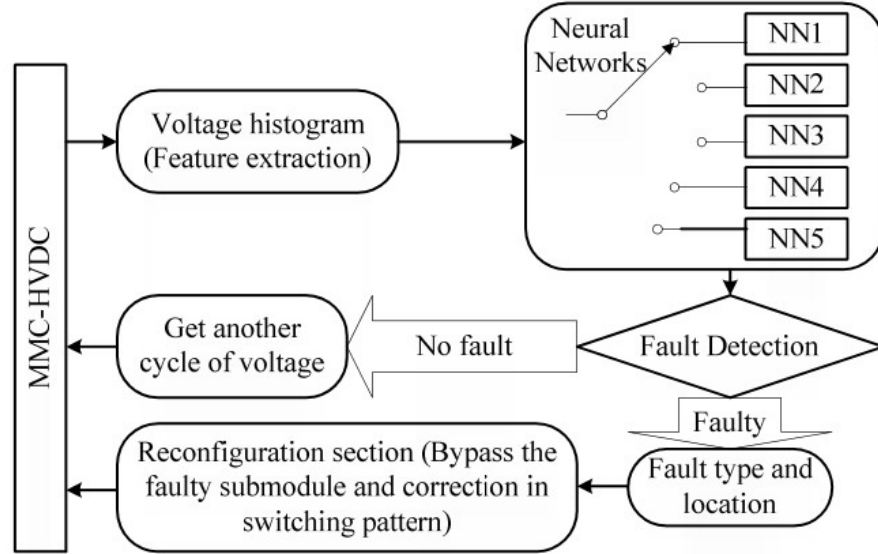 MMC-HVDC
Voltage histogram
(Feature extraction)
Neural
Networks
NN1
NN2
NN3
NN4
NN5
Get another
cycle of voltage
No fault
Fault Detection
Faulty
Reconfiguration section (Bypass the
faulty submodule and correction in
switching pattern)
Fault type and
location